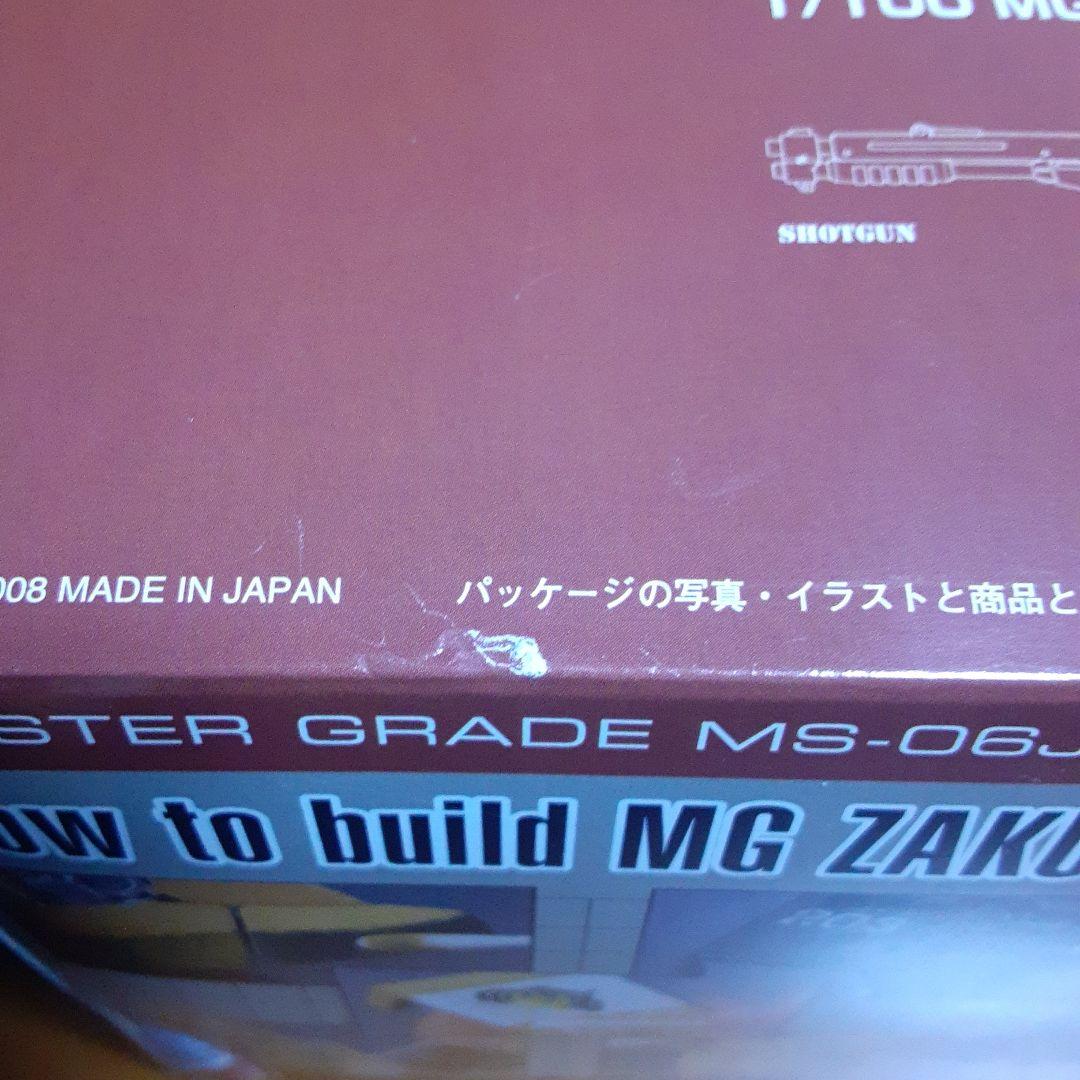 1/100 MG
SHOTGUN
008 MADE IN JAPAN
パッケージの写真・イラストと商品と
STER GRADE MS-06J
ow to build MG ZAKU